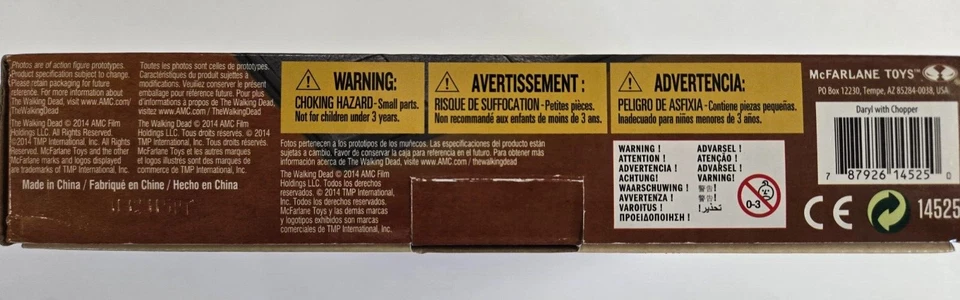 Photos are of action figure prototypes.
Product specification subject to change.
Please retain packaging for future
reference. For more information about
The Walking Dead, visit www.AMC.com/
TheWalkingDead
The Walking Dead © 2014 AMC Film
Holdings LLC. All Rights Reserved.
©2014 TMP International, Inc. All Rights
Reserved. McFarlane Toys and the other
McFarlane marks and logos displayed
are trademarks of TMP International, Inc.
Toutes les photos sont celles de prototypes.
Caractéristiques du produit sujettes à
modifications. Veuillez conserver cet
emballage pour référence future. Pour plus
d'informations à propos de The Walking Dead,
visitez www.AMC.com / TheWalkingDead
The Walking Dead © 2014 AMC Film
Holdings LLC. Tous droits réservés. © 2014
TMP International, Inc. Tous droits réservés.
McFarlane Toys et les autres marques
et logos illustrés sont des marques de
commerce de TMP International, Inc.
Made in China / Fabriqué en Chine / Hecho en China
WARNING:
CHOKING HAZARD - Small parts.
Not for children under 3 years.
AVERTISSEMENT :
RISQUE DE SUFFOCATION - Petites pièces.
Non recommandé aux enfants de moins de 3 ans.
ADVERTENCIA:
PELIGRO DE ASFIXIA - Contiene piezas pequeñas.
Inadecuado para niños menores de 3 años.
Fotos pertenecen a los prototipos de los muñecos. Las especificaciones del producto están
sujetas a cambio. Favor de conservar la caja para referencia en el futuro. Para obtener más
información acerca de The Walking Dead, visite www.AMC.com / thewalkingdead
The Walking Dead © 2014 AMC Film
Holdings LLC. Todos los derechos
reservados. © 2014 TMP International,
Inc. Todos los derechos reservados.
McFarlane Toys y las demás marcas
y logotipos exhibidos son marcas
comerciales de TMP International, Inc.
WARNING !
ATTENTION !
ADVERTENCIA !
ACHTUNG!
WAARSCHUWING !
AVVERTENZA !
VAROITUS !
ΠΡΟΕΙΔΟΠΟΙΗΣΗ !
ADVARSEL !
ATENÇÃO !
ADVARSEL !
VARNING!
警告!
警告!
تحذير!
0-3
McFARLANE TOYS™
PO Box 12230, Tempe, AZ 85284-0038, USA
Daryl with Chopper
7 87926 14525 0
CE
14525